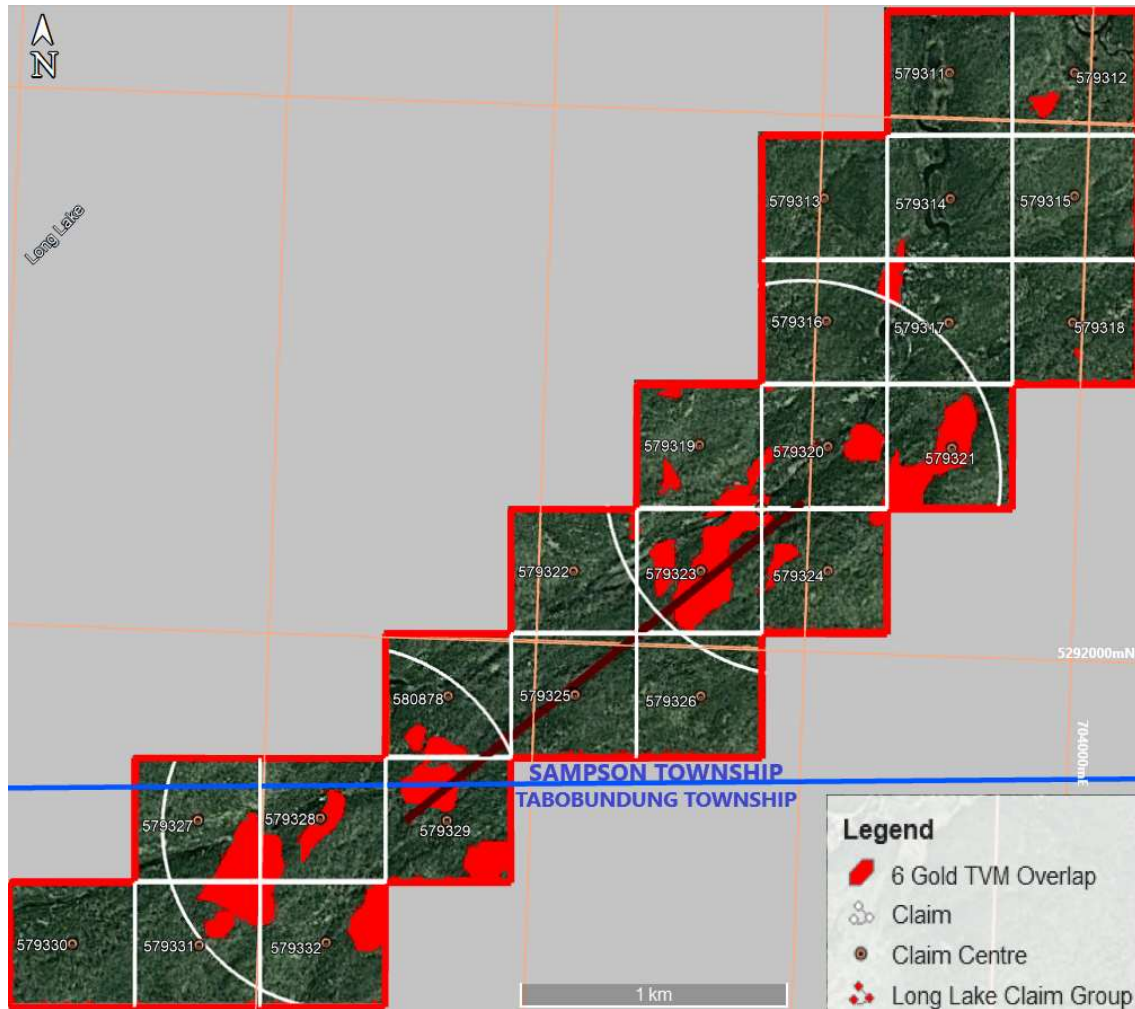 N
579311
579312
Long Lake
579313
579314
579315
579316
579317
579318
579319
579320
579321
579322
579323
579324
5292000mN
580878
579325
579326
704000mE
SAMPSON TOWNSHIP
TABOBUNDUNG TOWNSHIP
579327
579328
579329
579330
579331
579332
1 km
Legend
6 Gold TVM Overlap
Claim
Claim Centre
Long Lake Claim Group